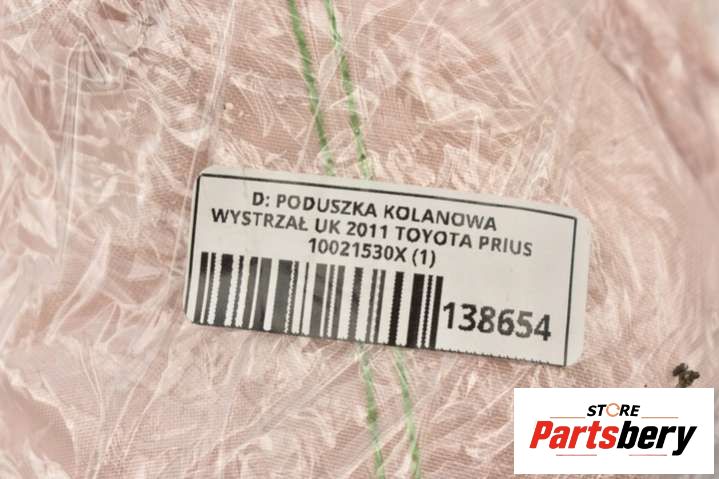 D: PODUSZKA KOLANOWA
WYSTRZAŁ UK 2011 TOYOTA PRIUS
10021530X (1)
138654
STORE
Partsbery